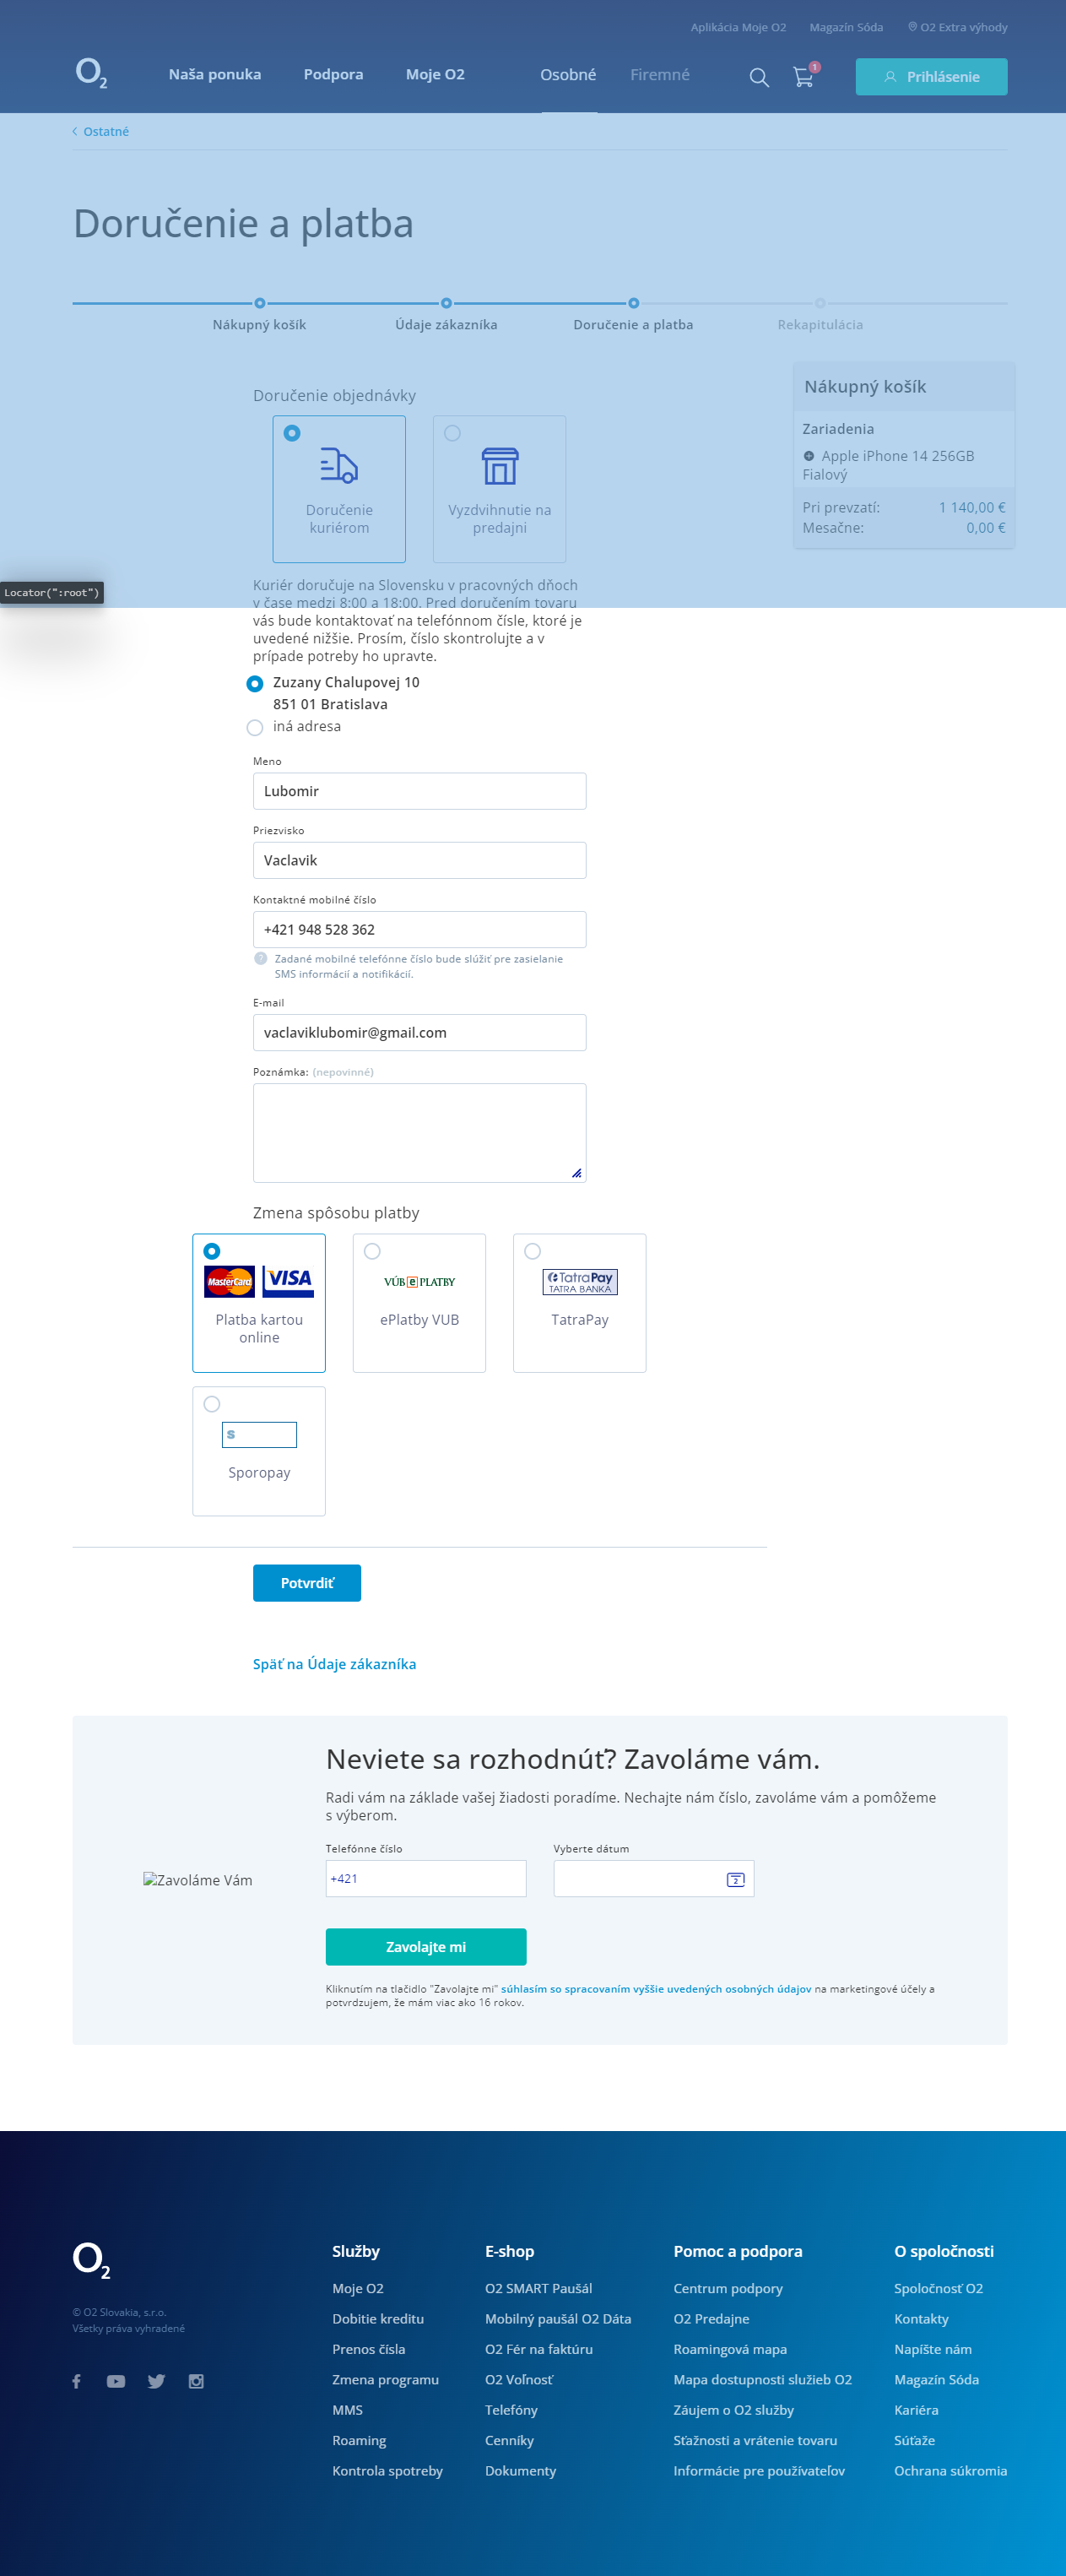 Aplikácia Moje O2 Magazín Sóda O2 Extra výhody
O2 Naša ponuka Podpora Moje O2 Osobné Firemné 1 Prihlásenie
Ostatné
Doručenie a platba
Nákupný košík Údaje zákazníka Doručenie a platba Rekapitulácia
Nákupný košík
Zariadenia
Apple iPhone 14 256GB
Fialový
Pri prevzatí: 1 140,00 €
Mesačne: 0,00 €
Doručenie objednávky
Doručenie
kuriérom
Vyzdvihnutie na
predajni
Locator(":root")
Kuriér doručuje na Slovensku v pracovných dňoch
v čase medzi 8:00 a 18:00. Pred doručením tovaru
vás bude kontaktovať na telefónnom čísle, ktoré je
uvedené nižšie. Prosím, číslo skontrolujte a v
prípade potreby ho upravte.
Zuzany Chalupovej 10
851 01 Bratislava
iná adresa
Meno
Lubomir
Priezvisko
Vaclavik
Kontaktné mobilné číslo
+421 948 528 362
? Zadané mobilné telefónne číslo bude slúžiť pre zasielanie
SMS informácií a notifikácií.
E-mail
vaclaviklubomir@gmail.com
Poznámka: (nepovinné)
Zmena spôsobu platby
MasterCard VISA
Platba kartou
online
VÚB e PLATBY
ePlatby VUB
TatraPay
TATRA BANKA
TatraPay
S
Sporopay
Potvrdiť
Späť na Údaje zákazníka
Neviete sa rozhodnúť? Zavoláme vám.
Radi vám na základe vašej žiadosti poradíme. Nechajte nám číslo, zavoláme vám a pomôžeme
s výberom.
Zavoláme Vám
Telefónne číslo Vyberte dátum
+421 2
Zavolajte mi
Kliknutím na tlačidlo "Zavolajte mi" súhlasím so spracovaním vyššie uvedených osobných údajov na marketingové účely a
potvrdzujem, že mám viac ako 16 rokov.
O2
© O2 Slovakia, s.r.o.
Všetky práva vyhradené
Služby
Moje O2
Dobitie kreditu
Prenos čísla
Zmena programu
MMS
Roaming
Kontrola spotreby
E-shop
O2 SMART Paušál
Mobilný paušál O2 Dáta
O2 Fér na faktúru
O2 Voľnosť
Telefóny
Cenníky
Dokumenty
Pomoc a podpora
Centrum podpory
O2 Predajne
Roamingová mapa
Mapa dostupnosti služieb O2
Záujem o O2 služby
Sťažnosti a vrátenie tovaru
Informácie pre používateľov
O spoločnosti
Spoločnosť O2
Kontakty
Napíšte nám
Magazín Sóda
Kariéra
Súťaže
Ochrana súkromia